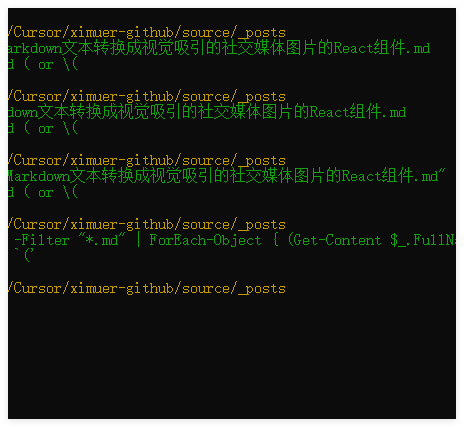 /Cursor/ximuer-github/source/_posts
arkdown文本转换成视觉吸引的社交媒体图片的React组件.md
d ( or \(
/Cursor/ximuer-github/source/_posts
down文本转换成视觉吸引的社交媒体图片的React组件.md
d ( or \(
/Cursor/ximuer-github/source/_posts
Markdown文本转换成视觉吸引的社交媒体图片的React组件.md"
d ( or \(
/Cursor/ximuer-github/source/_posts
-Filter "*.md" | ForEach-Object { (Get-Content $_.FullN
`('
/Cursor/ximuer-github/source/_posts